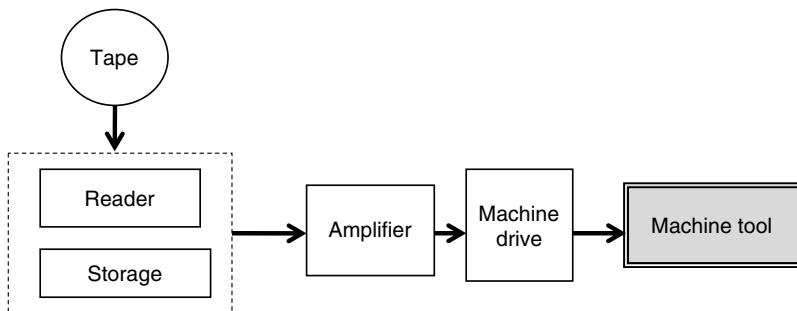 Tape
Reader
Storage
Amplifier
Machine
drive
Machine tool